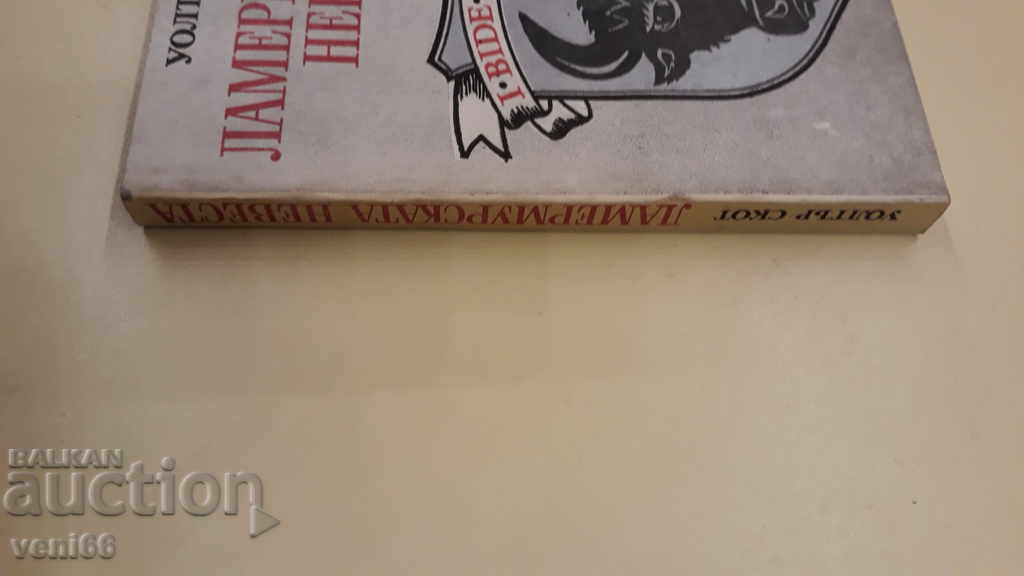 УОЛТ
ЛАМЕР
НЕВ
I·BIDE·
УОЛТЪР СКОТ
ЛАМЕРМУРСКАТА НЕВЕСТА
BALKAN
auction
veni66